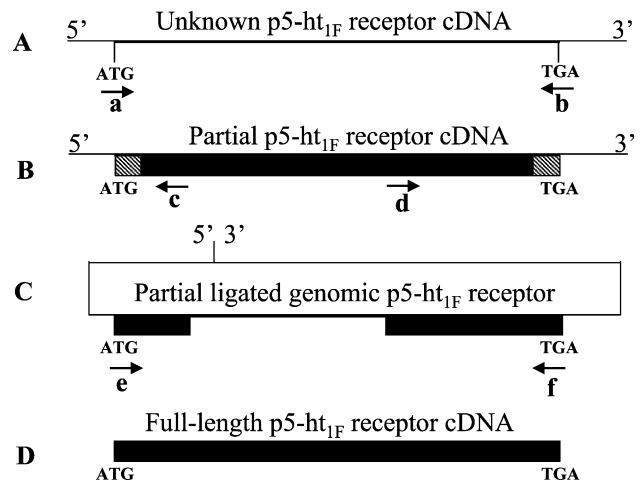 Unknown p5-ht1F receptor cDNA
5’ 3’
A
ATG TGA
a b
Partial p5-ht1F receptor cDNA
5’ 3’
B
ATG TGA
c d
5’ 3’
C
Partial ligated genomic p5-ht1F receptor
ATG TGA
e f
Full-length p5-ht1F receptor cDNA
D
ATG TGA